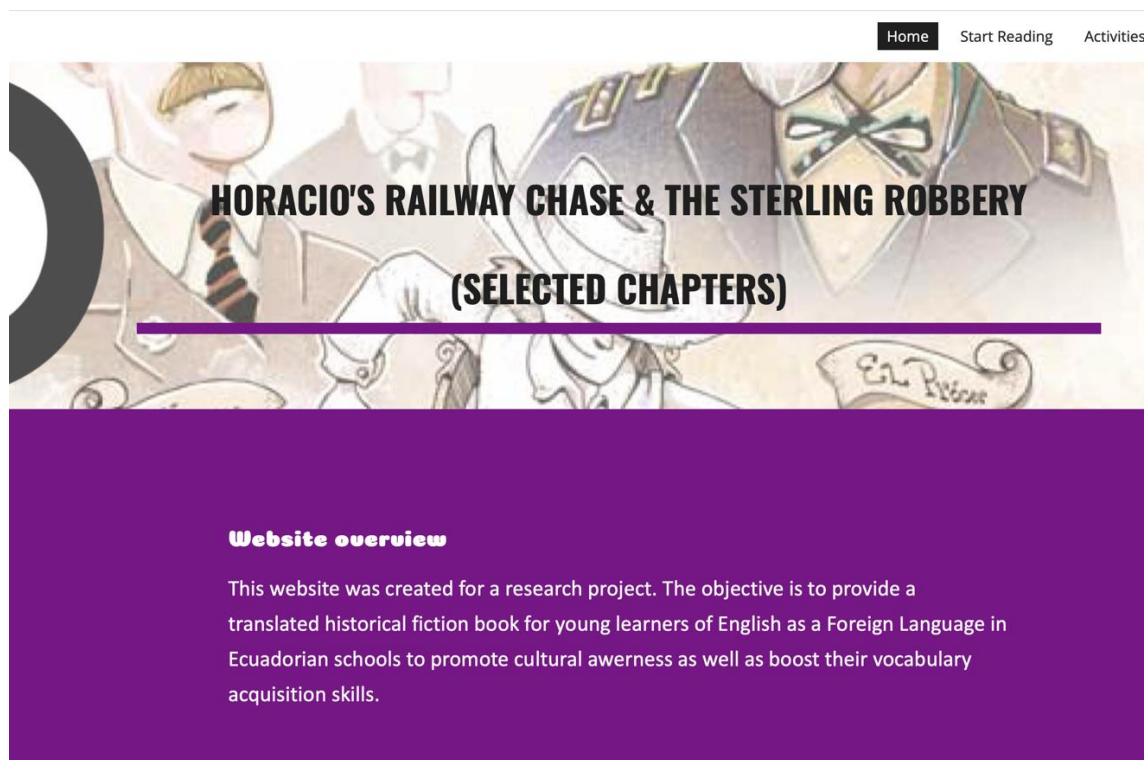 Home Start Reading Activities
HORACIO'S RAILWAY CHASE & THE STERLING ROBBERY
(SELECTED CHAPTERS)
EL Prócer
Website overview
This website was created for a research project. The objective is to provide a
translated historical fiction book for young learners of English as a Foreign Language in
Ecuadorian schools to promote cultural awerness as well as boost their vocabulary
acquisition skills.